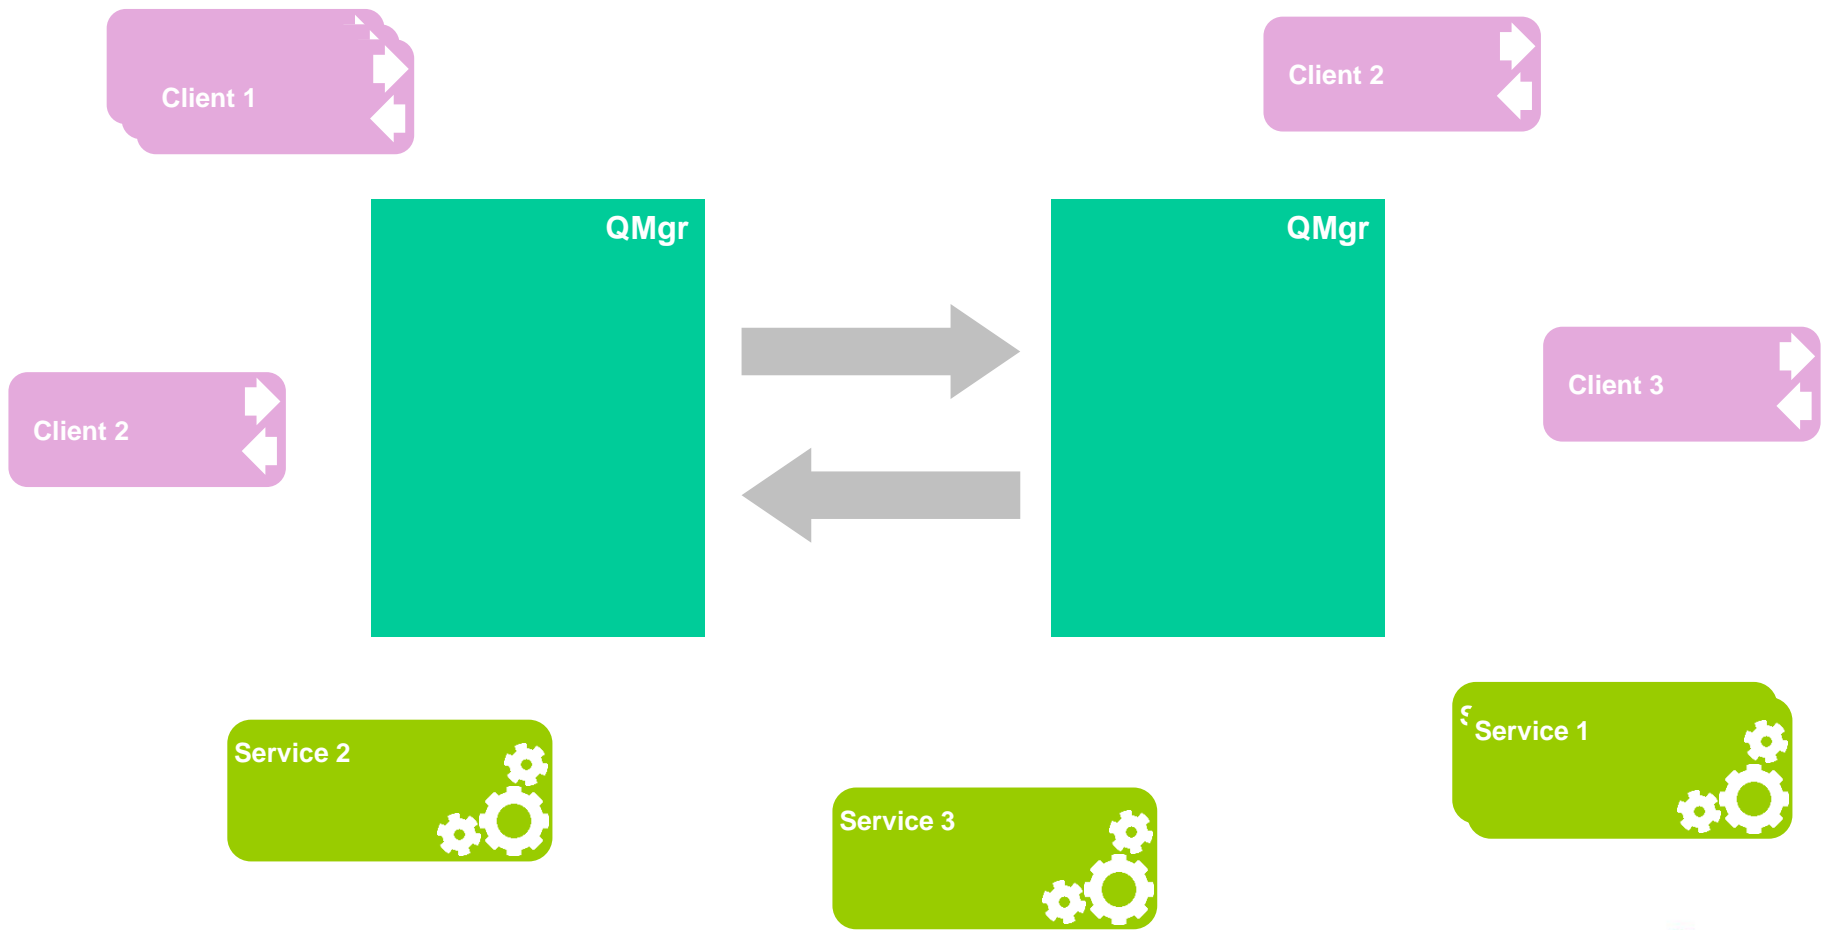 Client 1
Client 2
QMgr
QMgr
Client 2
Client 3
Service 2
Service 3
Service 1